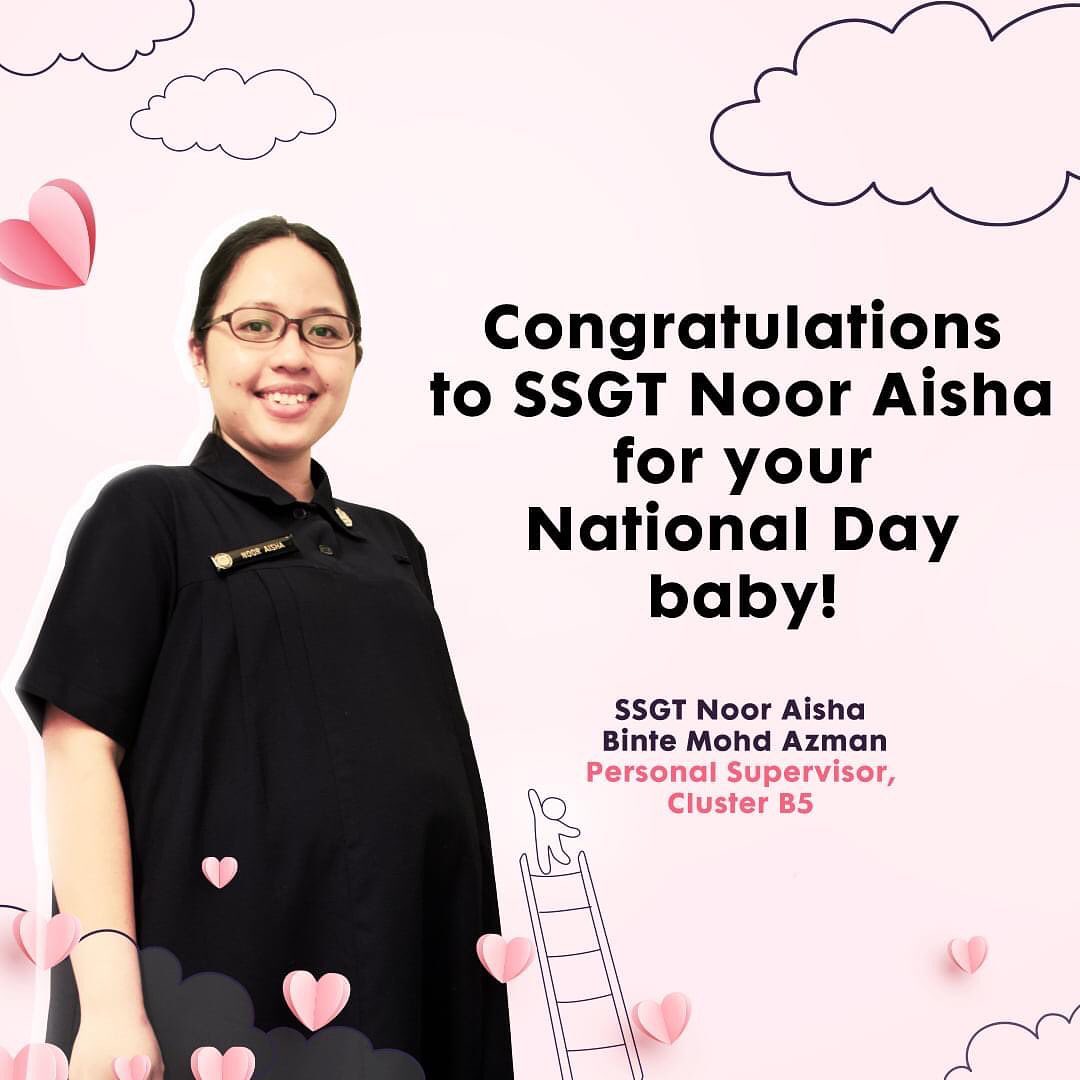 Congratulations
to SSGT Noor Aisha
for your
National Day
baby!
SSGT Noor Aisha
Binte Mohd Azman
Personal Supervisor,
Cluster B5
NOOR AISHA